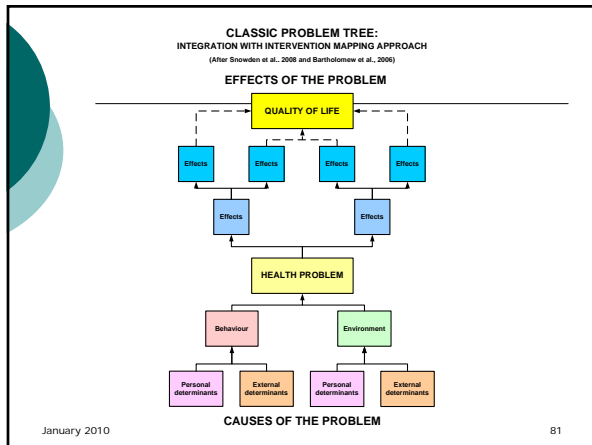 CLASSIC PROBLEM TREE:
INTEGRATION WITH INTERVENTION MAPPING APPROACH
(After Snowden et al.. 2008 and Bartholomew et al., 2006)
EFFECTS OF THE PROBLEM
QUALITY OF LIFE
Effects
Effects
Effects
Effects
Effects
Effects
HEALTH PROBLEM
Behaviour
Environment
Personal
determinants
External
determinants
Personal
determinants
External
determinants
CAUSES OF THE PROBLEM
January 2010
81